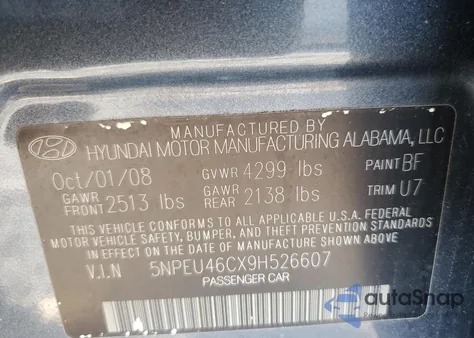 MANUFACTURED BY
HYUNDAI MOTOR MANUFACTURING ALABAMA, LLC
Oct/01/08 GVWR 4299 lbs PAINT BF
GAWR FRONT 2513 lbs GAWR REAR 2138 lbs TRIM U7
THIS VEHICLE CONFORMS TO ALL APPLICABLE U.S.A. FEDERAL
MOTOR VEHICLE SAFETY, BUMPER, AND THEFT PREVENTION
STANDARDS IN EFFECT ON THE DATE OF MANUFACTURE SHOWN ABOVE.
V.I.N 5NPEU46CX9H526607
PASSENGER CAR
autoSnap